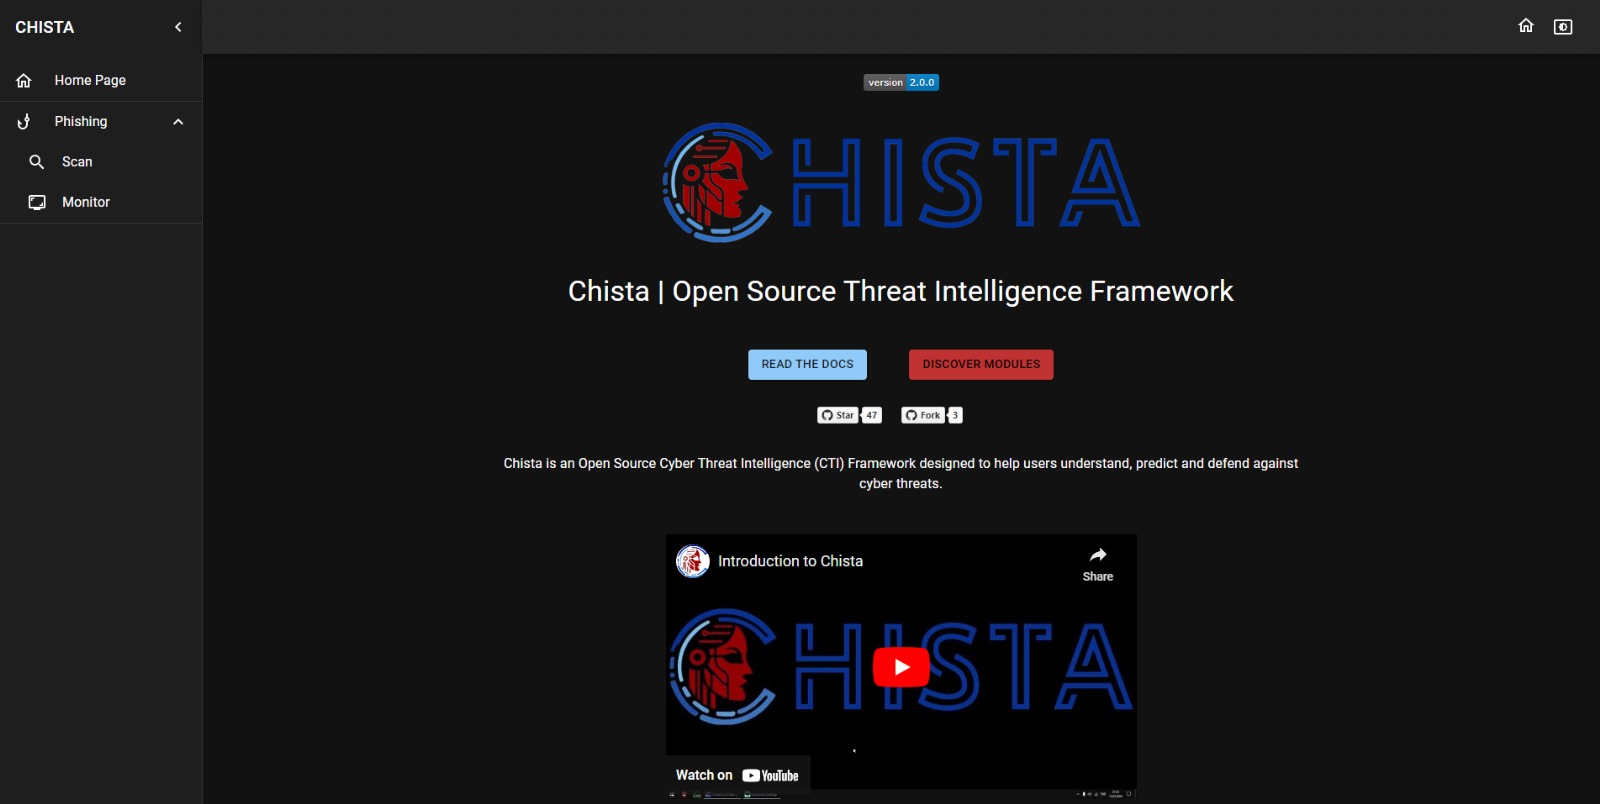 CHISTA
Home Page
Phishing
Scan
Monitor
version 2.0.0
CHISTA
Chista | Open Source Threat Intelligence Framework
READ THE DOCS
DISCOVER MODULES
Star 47
Fork 3
Chista is an Open Source Cyber Threat Intelligence (CTI) Framework designed to help users understand, predict and defend against
cyber threats.
Introduction to Chista
Share
CHISTA
Watch on YouTube